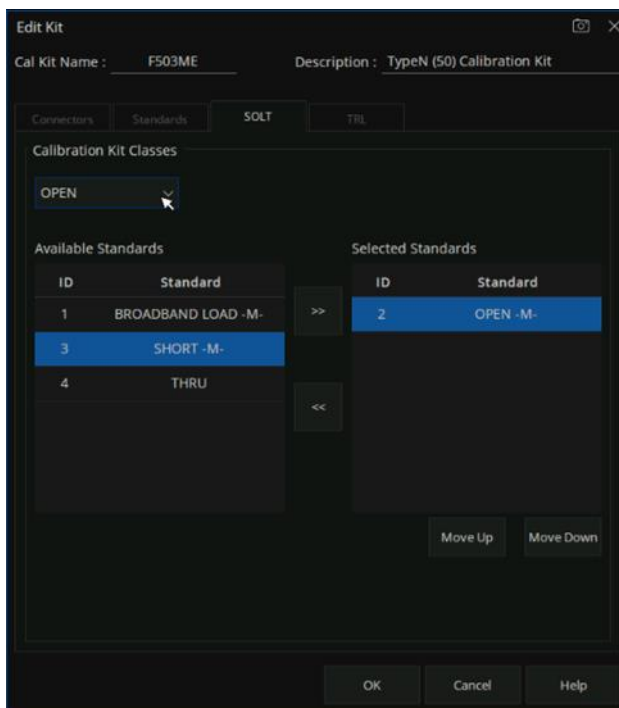 Edit Kit
Cal Kit Name : F503ME Description : TypeN (50) Calibration Kit
Connectors Standards SOLT TRL
Calibration Kit Classes
OPEN
Available Standards Selected Standards
ID Standard ID Standard
1 BROADBAND LOAD -M- >> 2 OPEN -M-
3 SHORT -M-
4 THRU
<<
Move Up Move Down
OK Cancel Help